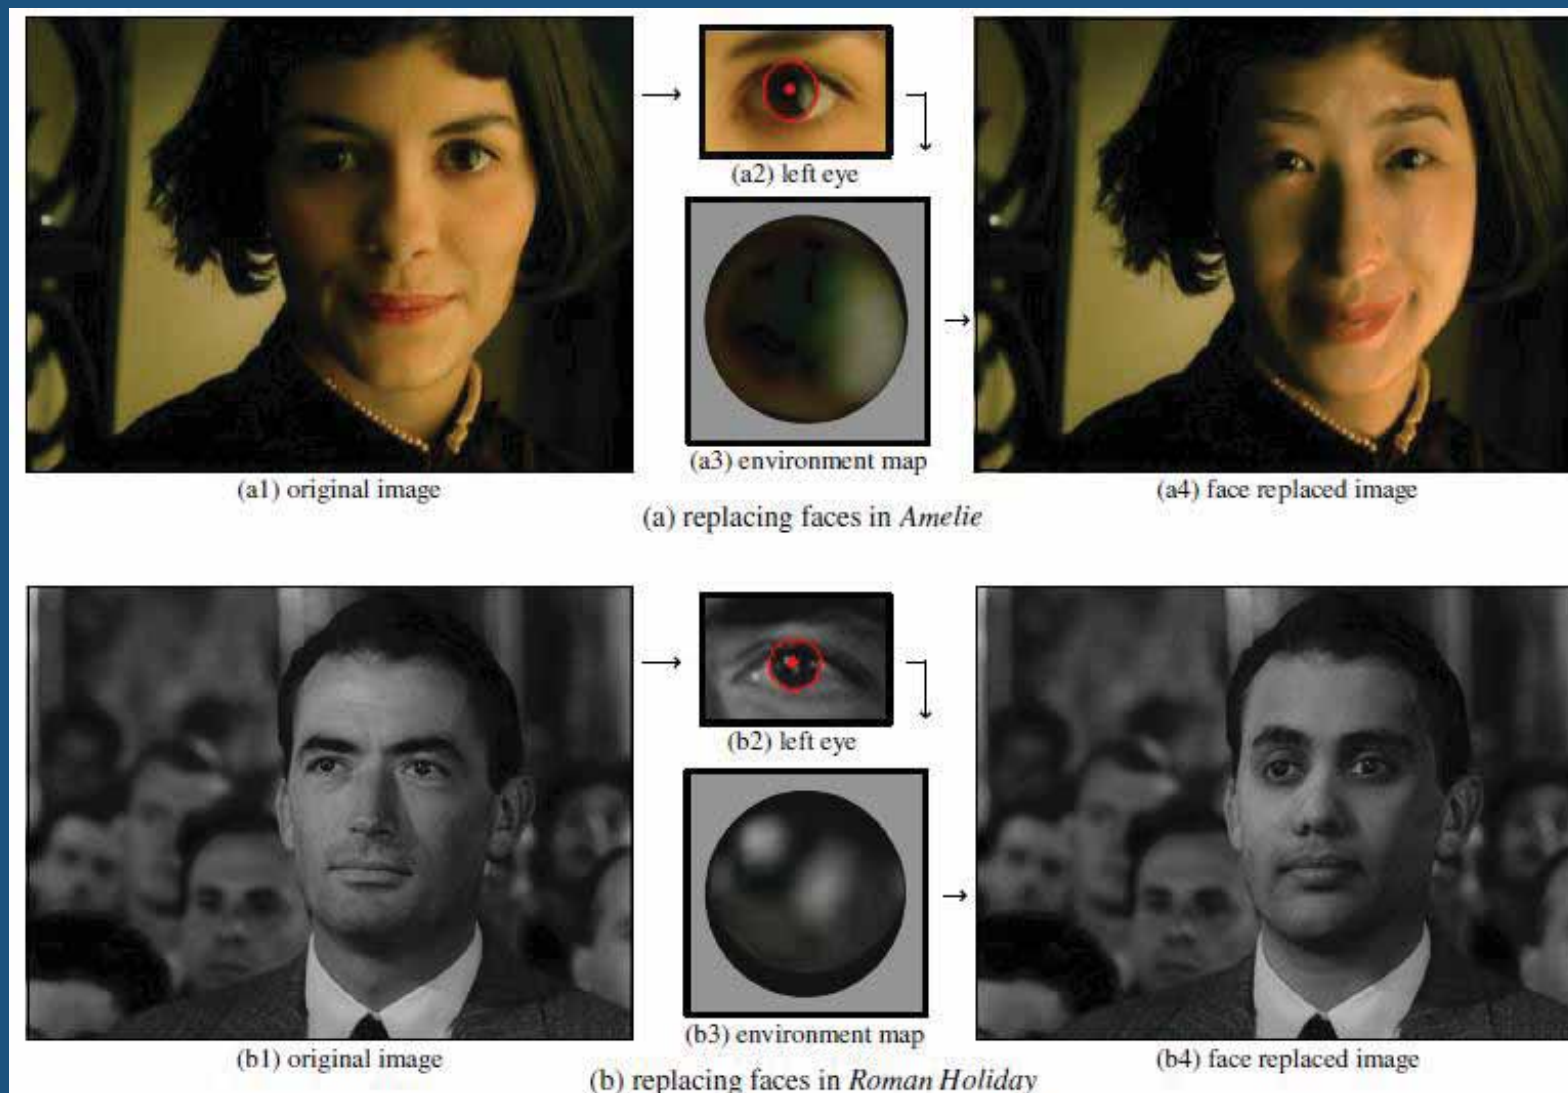 (a2) left eye
(a3) environment map
(a1) original image
(a4) face replaced image
(a) replacing faces in Amelie
(b2) left eye
(b3) environment map
(b1) original image
(b4) face replaced image
(b) replacing faces in Roman Holiday